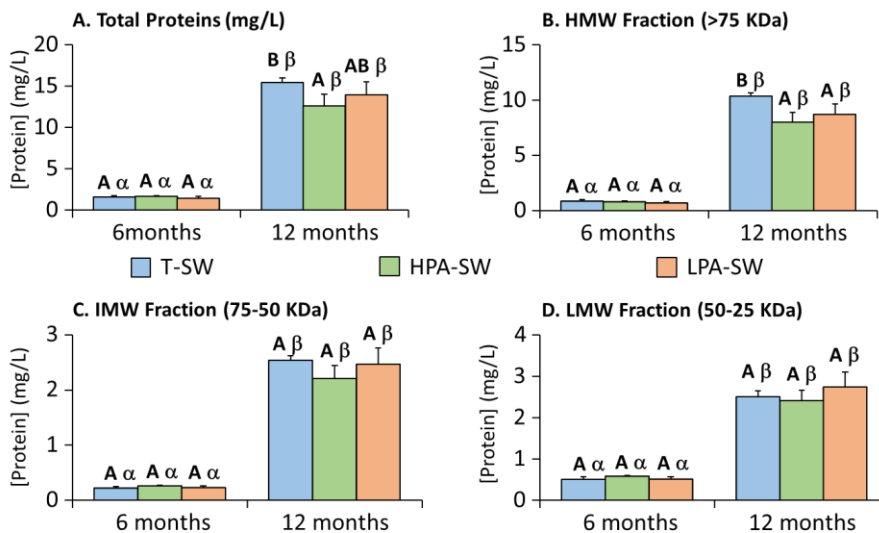 A. Total Proteins (mg/L)
[Protein] (mg/L)
20
15
10
5
0
A α A α A α
B β A β AB β
6months 12 months
B. HMW Fraction (>75 KDa)
[Protein] (mg/L)
15
10
5
0
A α A α A α
B β A β A β
6 months 12 months
T-SW HPA-SW LPA-SW
C. IMW Fraction (75-50 KDa)
[Protein] (mg/L)
3
2
1
0
A α A α A α
A β A β A β
6 months 12 months
D. LMW Fraction (50-25 KDa)
[Protein] (mg/L)
4
3
2
1
0
A α A α A α
A β A β A β
6 months 12 months